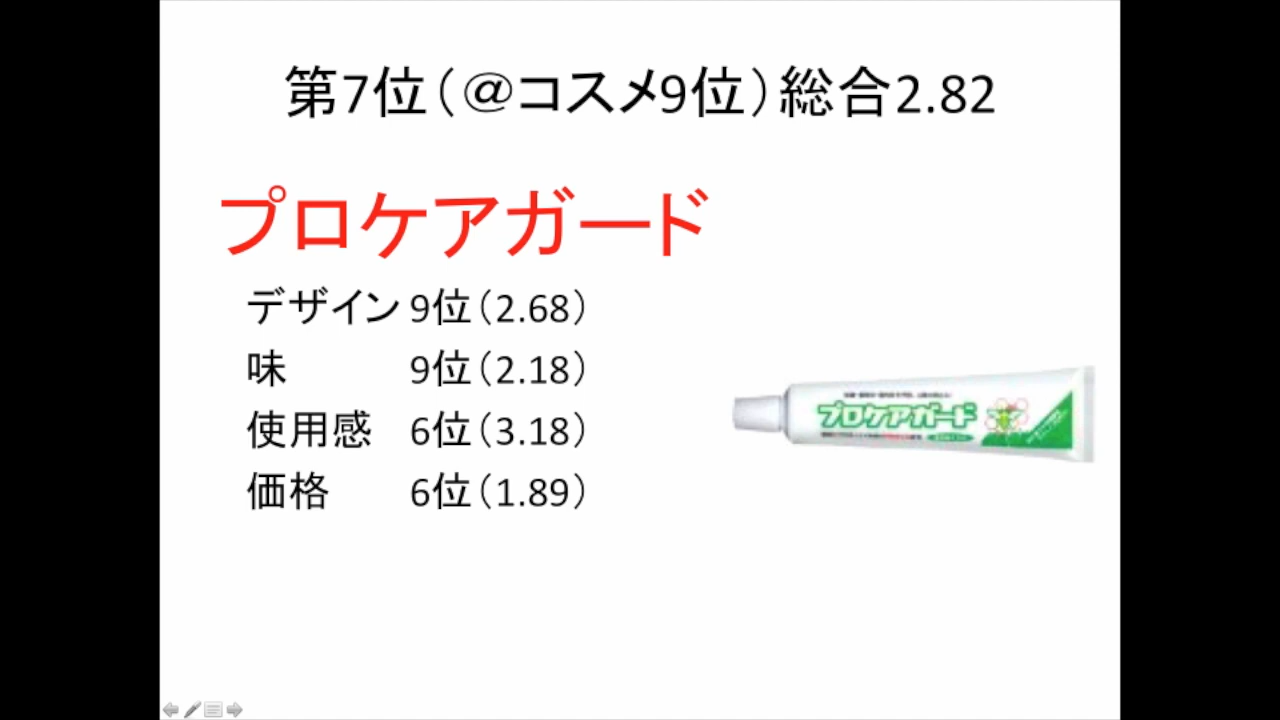 第7位(@コスメ9位)総合2.82
プロケアガード
デザイン 9位(2.68)
味 9位(2.18)
使用感 6位(3.18)
価格 6位(1.89)
プロケアガード